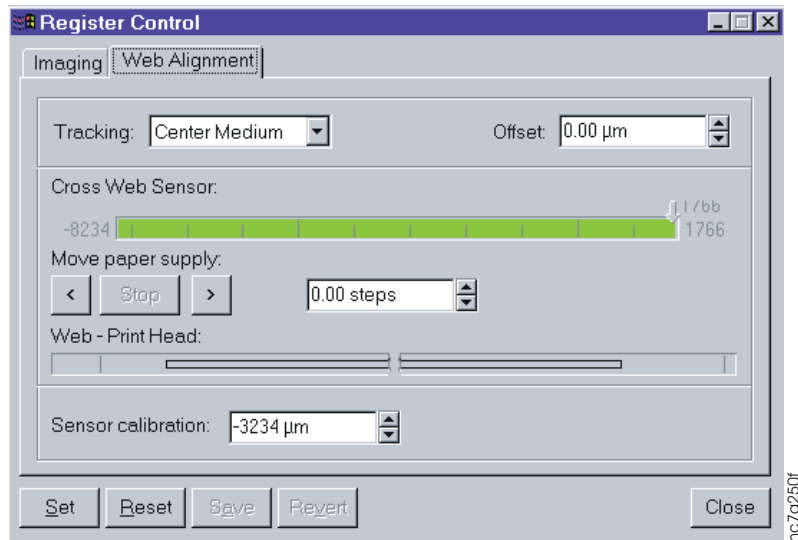 Register Control
Imaging Web Alignment
Tracking: Center Medium Offset: 0.00 µm
Cross Web Sensor:
-8234 1766
Move paper supply:
< Stop > 0.00 steps
Web - Print Head:
Sensor calibration: -3234 µm
Set Reset Save Revert Close